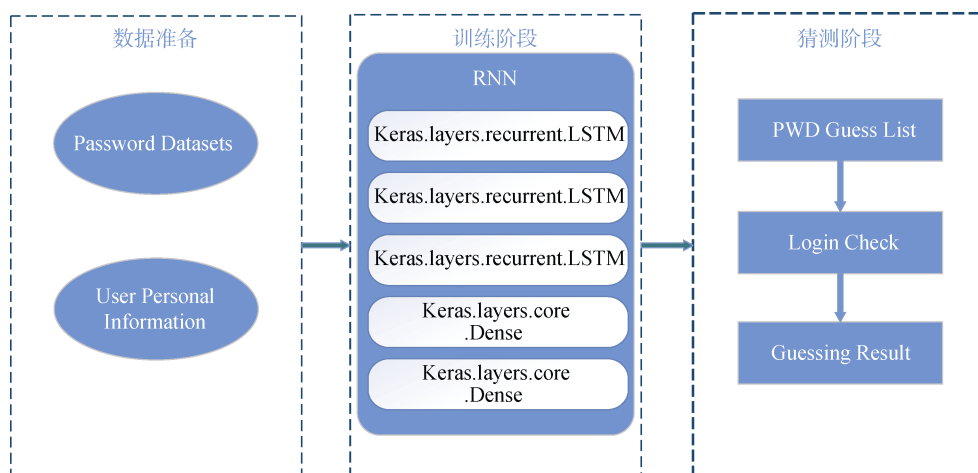 数据准备
Password Datasets
User Personal
Information
训练阶段
RNN
Keras.layers.recurrent.LSTM
Keras.layers.recurrent.LSTM
Keras.layers.recurrent.LSTM
Keras.layers.core
.Dense
Keras.layers.core
.Dense
猜测阶段
PWD Guess List
Login Check
Guessing Result